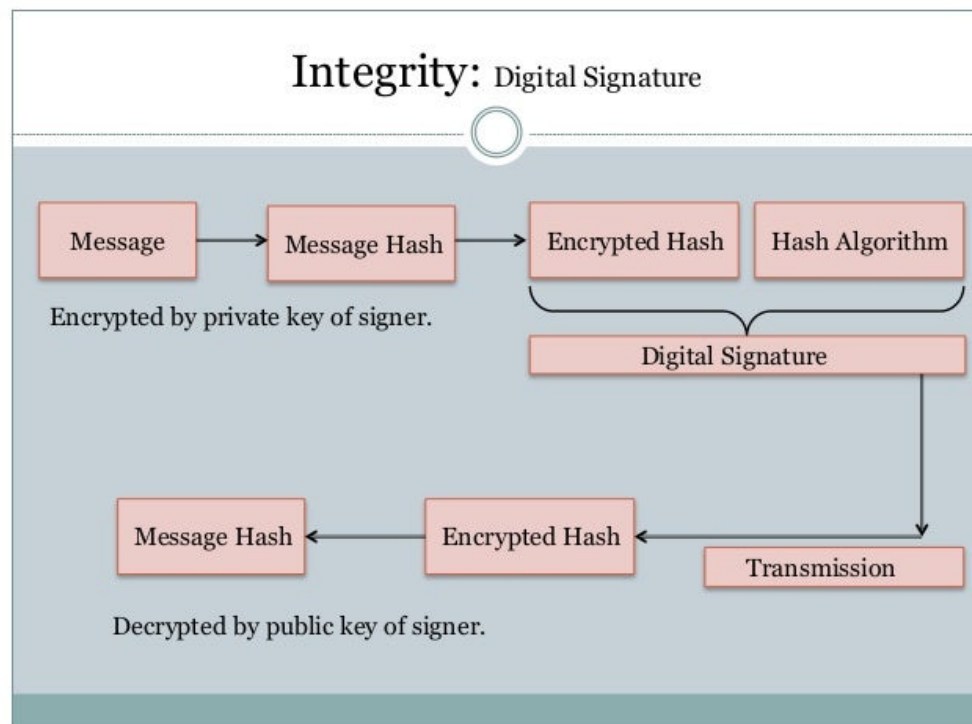 Integrity: Digital Signature
Message
Message Hash
Encrypted Hash
Hash Algorithm
Encrypted by private key of signer.
Digital Signature
Message Hash
Encrypted Hash
Transmission
Decrypted by public key of signer.